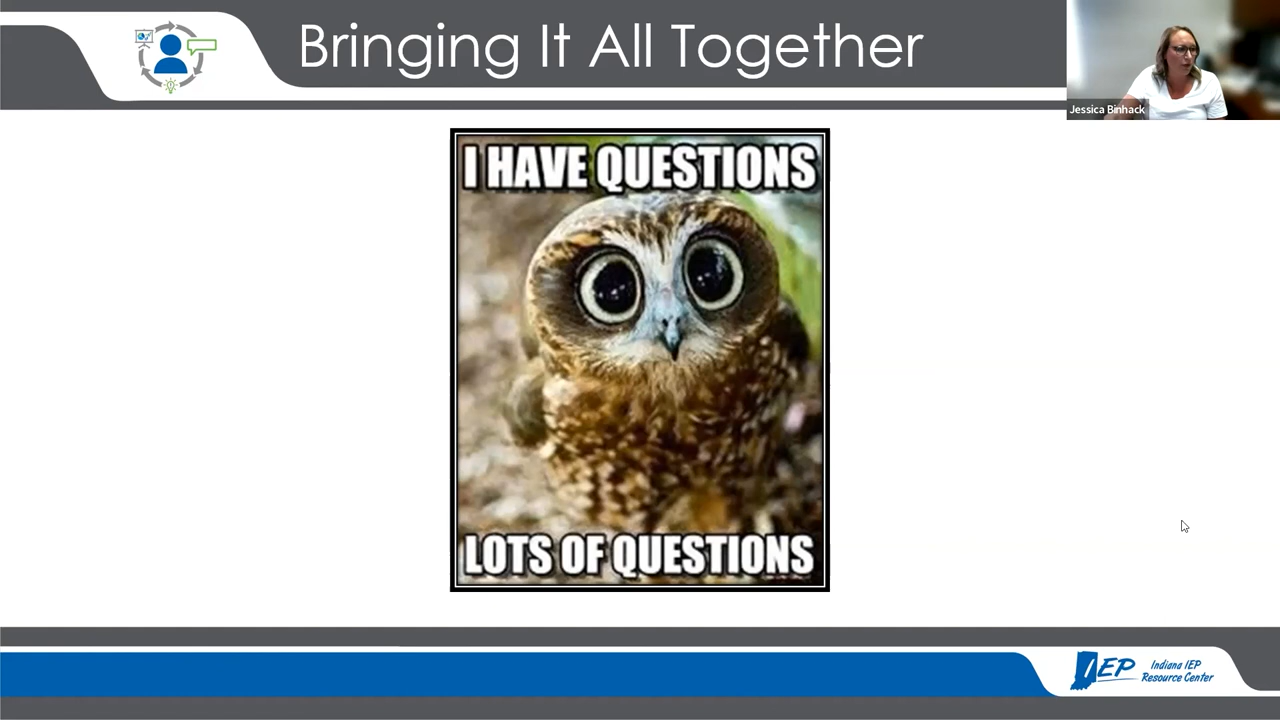 Bringing It All Together
Jessica Binhack
I HAVE QUESTIONS
LOTS OF QUESTIONS
IEP
Indiana IEP
Resource Center